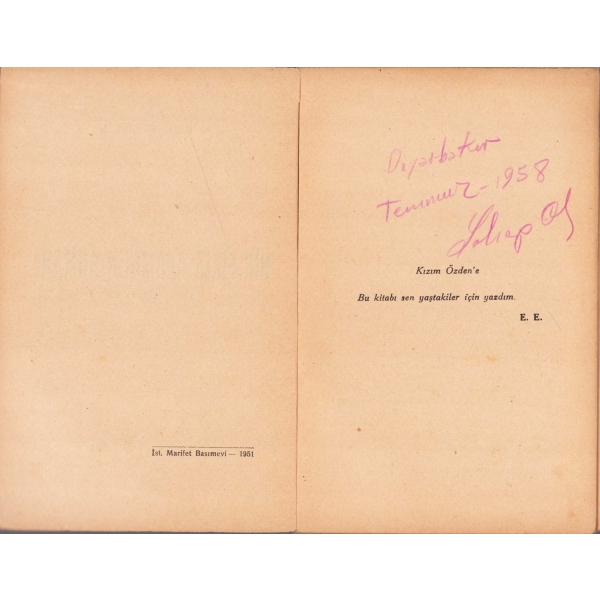 İst. Marifet Basımevi — 1951
Diyarbakır
Temmuz - 1958
Kızım Özden'e
Bu kitabı sen yaştakiler için yazdım.
E. E.